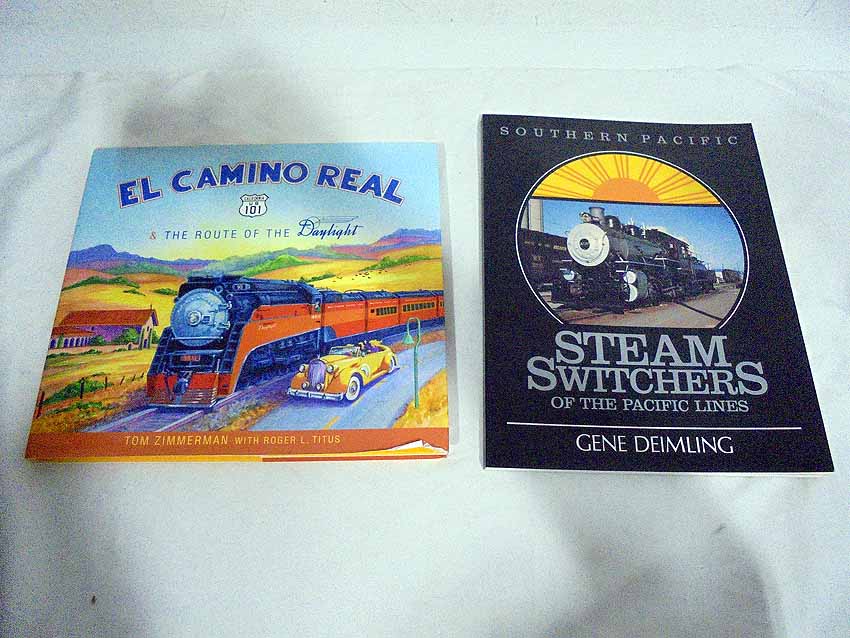 EL CAMINO REAL
CALIFORNIA
101
& THE ROUTE OF THE Daylight
Daylight
TOM ZIMMERMAN WITH ROGER L. TITUS
SOUTHERN PACIFIC
STEAM
SWITCHERS
OF THE PACIFIC LINES
GENE DEIMLING